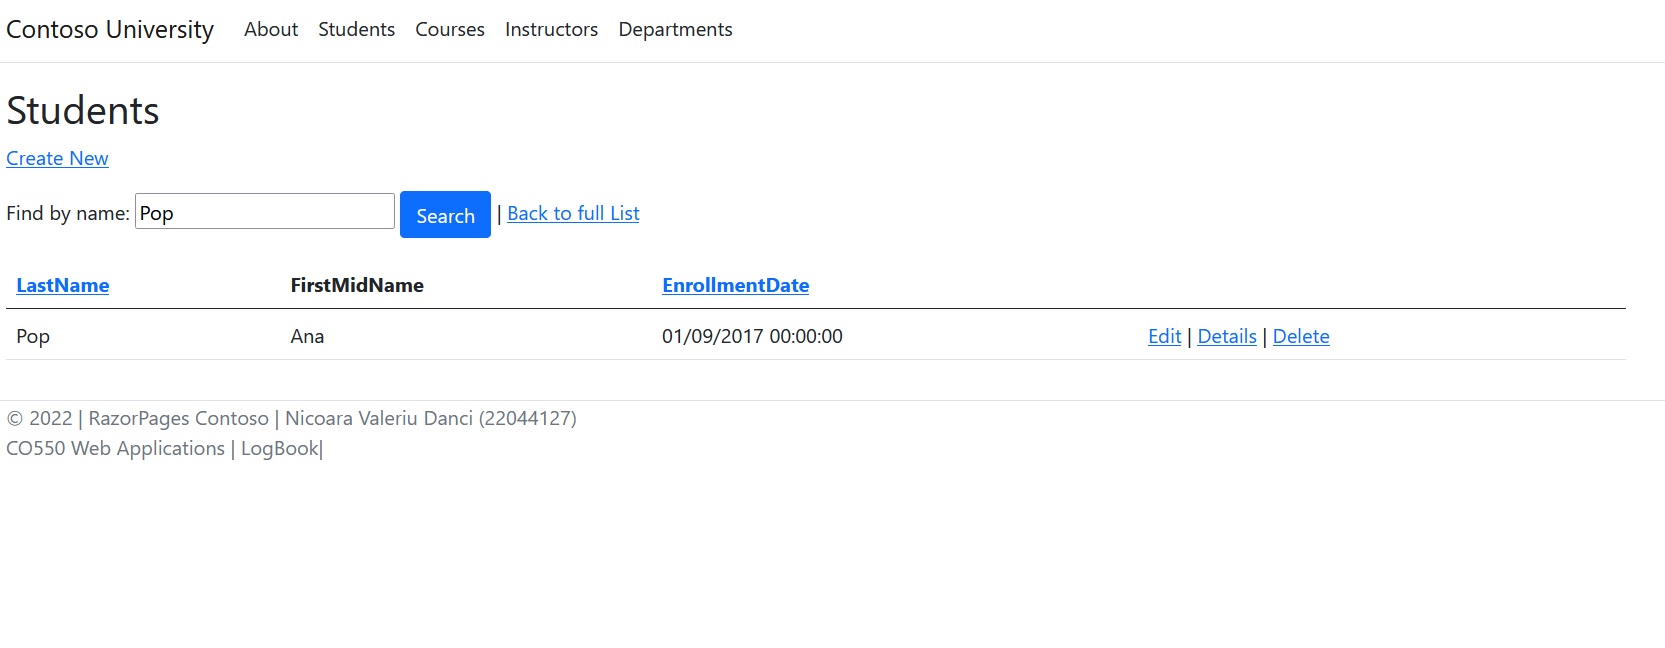 Contoso University About Students Courses Instructors Departments
Students
Create New
Find by name: Pop Search | Back to full List
LastName FirstMidName EnrollmentDate
Pop Ana 01/09/2017 00:00:00 Edit | Details | Delete
© 2022 | RazorPages Contoso | Nicoara Valeriu Danci (22044127)
CO550 Web Applications | LogBook|